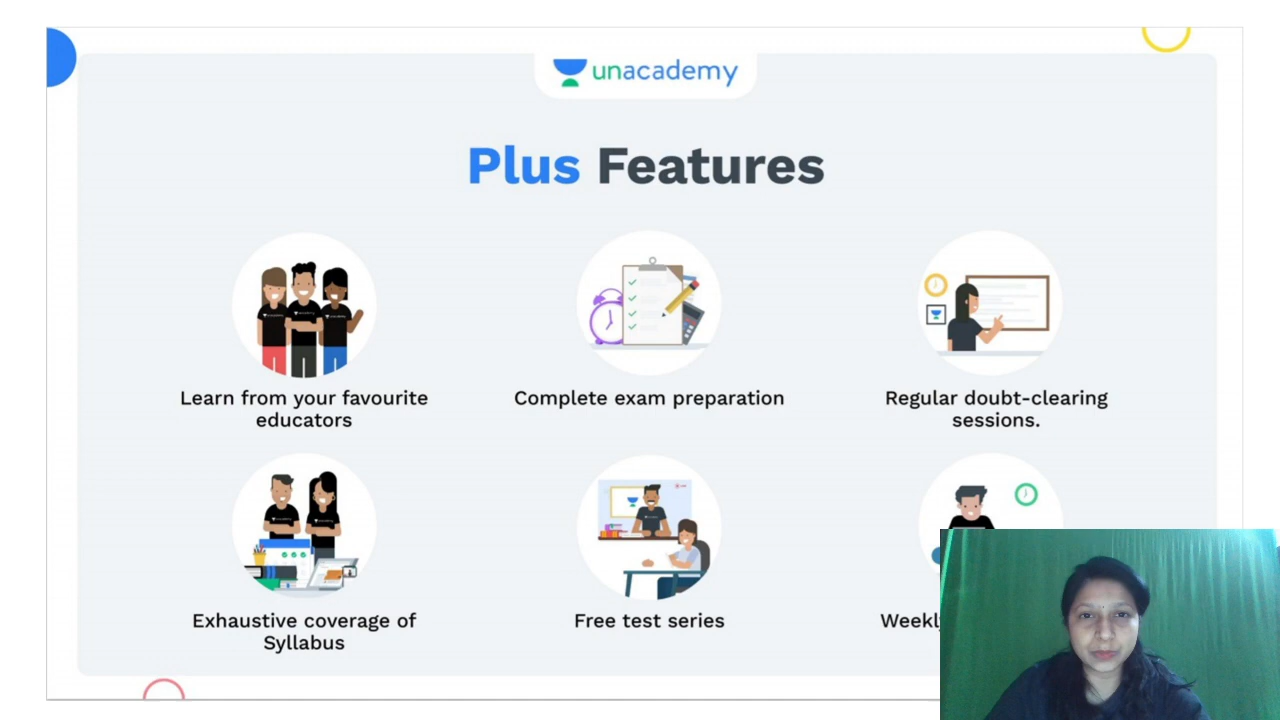 unacademy
Plus Features
Learn from your favourite
educators
Complete exam preparation
Regular doubt-clearing
sessions.
Exhaustive coverage of
Syllabus
Free test series
Weekly